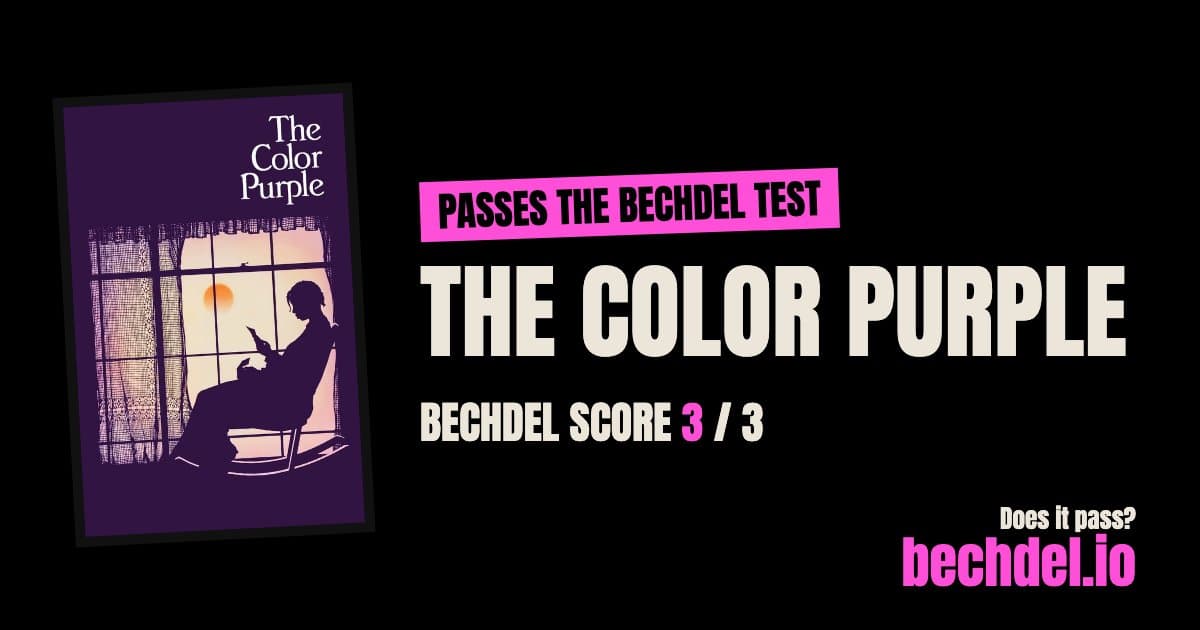 The
Color
Purple
PASSES THE BECHDEL TEST
THE COLOR PURPLE
BECHDEL SCORE 3 / 3
Does it pass?
bechdel.io